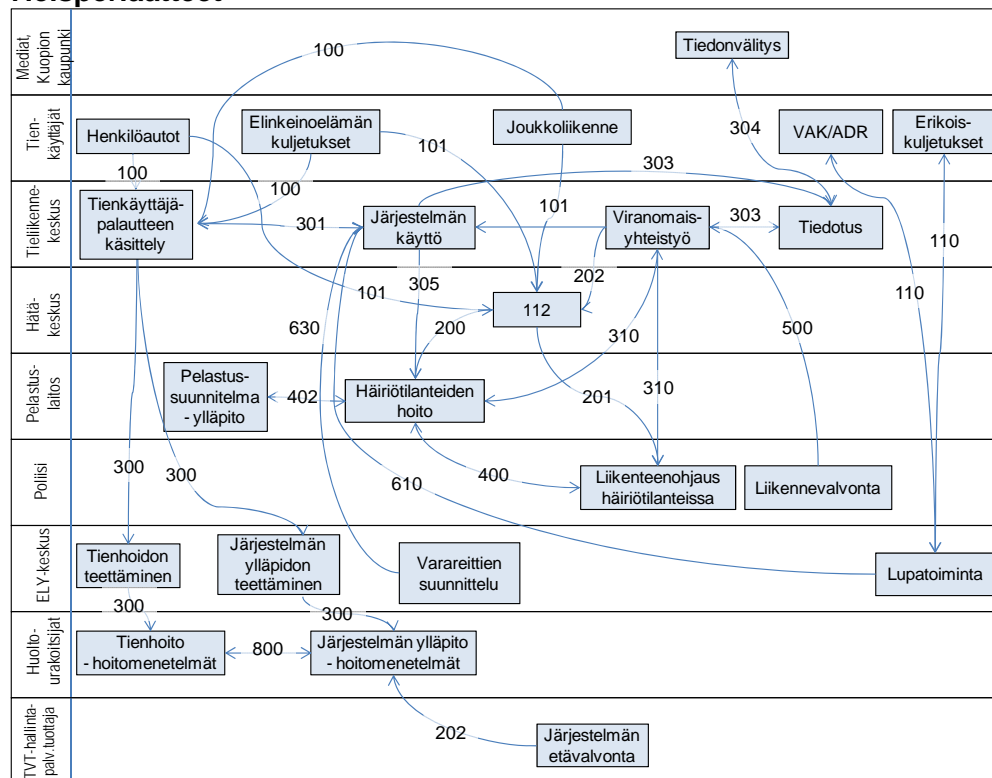 Mediat,
Kuopion
kaupunki
Tiedonvälitys
100
Tien-
käyttäjät
Henkilöautot
Elinkeinoelämän
kuljetukset
Joukkoliikenne
VAK/ADR
Erikois-
kuljetukset
101
304
100
100
303
Tieliikenne-
keskus
Tienkäyttäjä-
palautteen
käsittely
301
Järjestelmän
käyttö
101
Viranomais-
yhteistyö
303
Tiedotus
110
Hätä-
keskus
101
305
202
112
110
630
200
310
500
Pelastus-
laitos
Pelastus-
suunnitelma
- ylläpito
402
Häiriötilanteiden
hoito
201
310
Poliisi
300
300
610
400
Liikenteenohjaus
häiriötilanteissa
Liikennevalvonta
ELY-keskus
Tienhoidon
teettäminen
Järjestelmän
ylläpidon
teettäminen
Varareittien
suunnittelu
Lupatoiminta
300
300
Huolto-
urakoitsijat
Tienhoito
- hoitomenetelmät
800
Järjestelmän ylläpito
- hoitomenetelmät
TVT-hallinta-
palv.tuottaja
202
Järjestelmän
etävalvonta